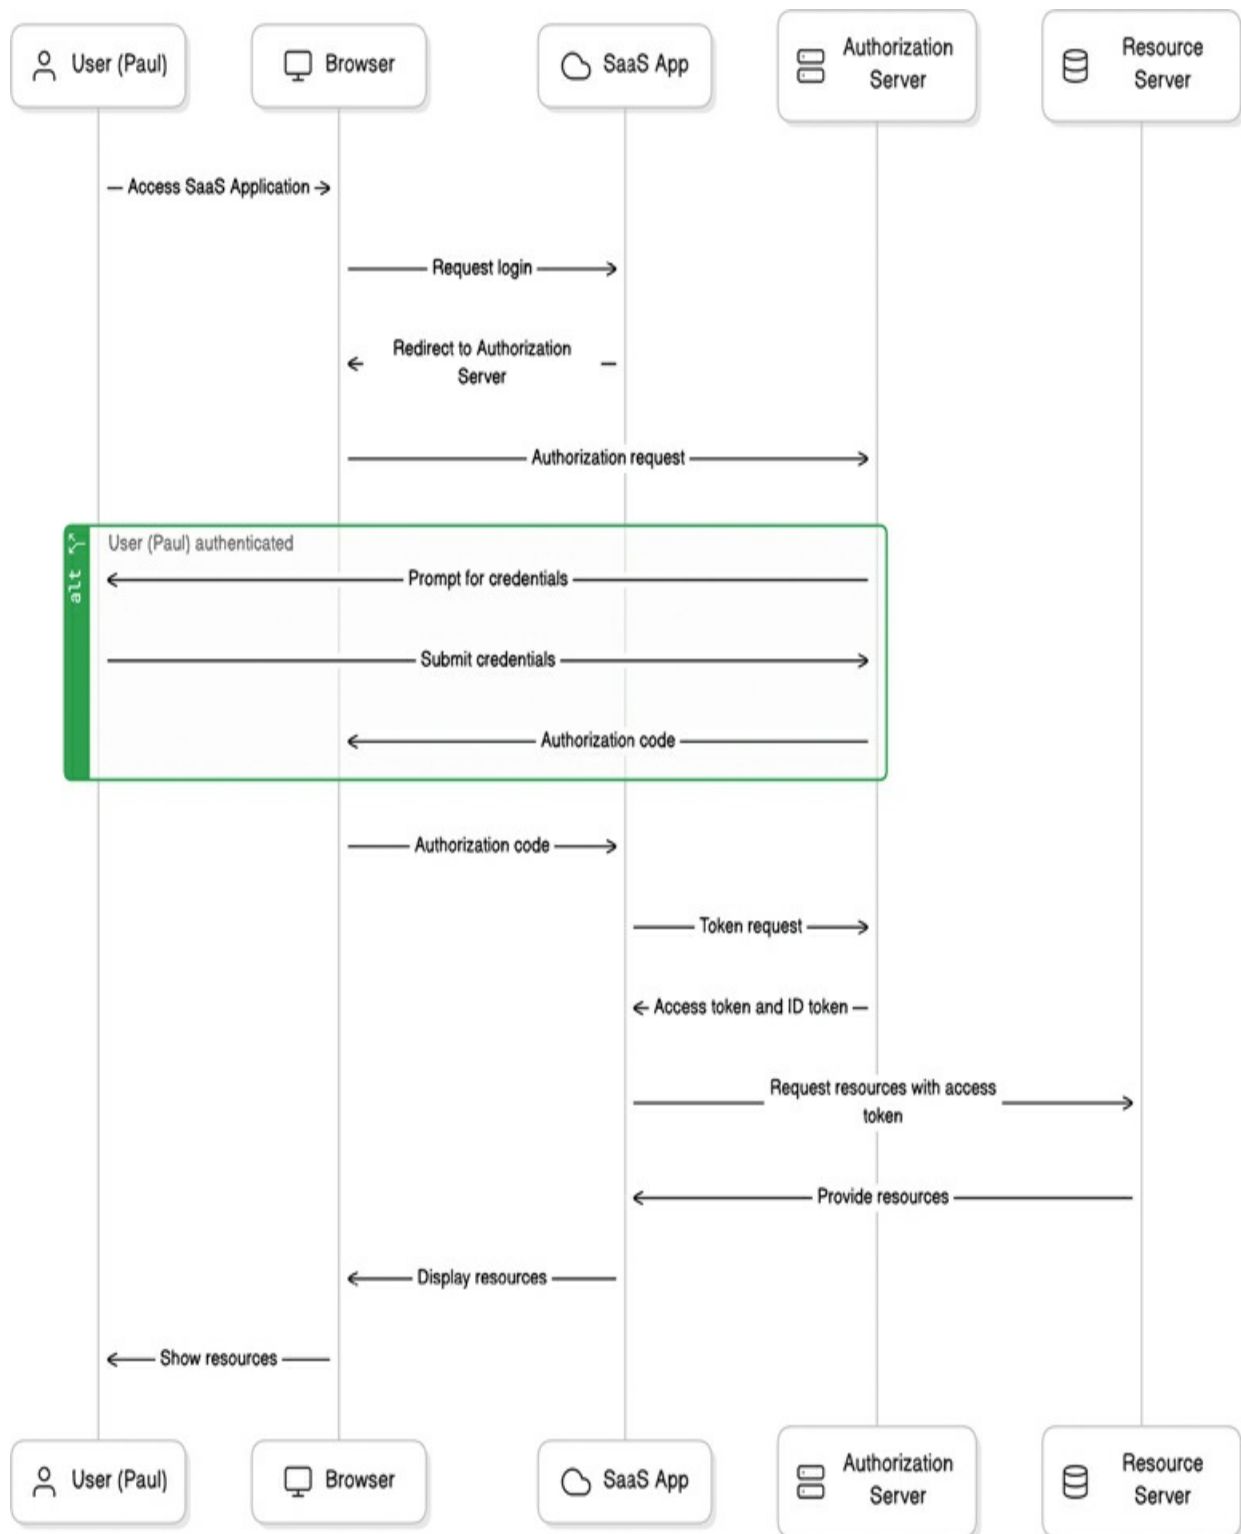 User (Paul)
Browser
SaaS App
Authorization
Server
Resource
Server
Access SaaS Application
Request login
Redirect to Authorization
Server
Authorization request
alt
User (Paul) authenticated
Prompt for credentials
Submit credentials
Authorization code
Authorization code
Token request
Access token and ID token
Request resources with access
token
Provide resources
Display resources
Show resources
User (Paul)
Browser
SaaS App
Authorization
Server
Resource
Server